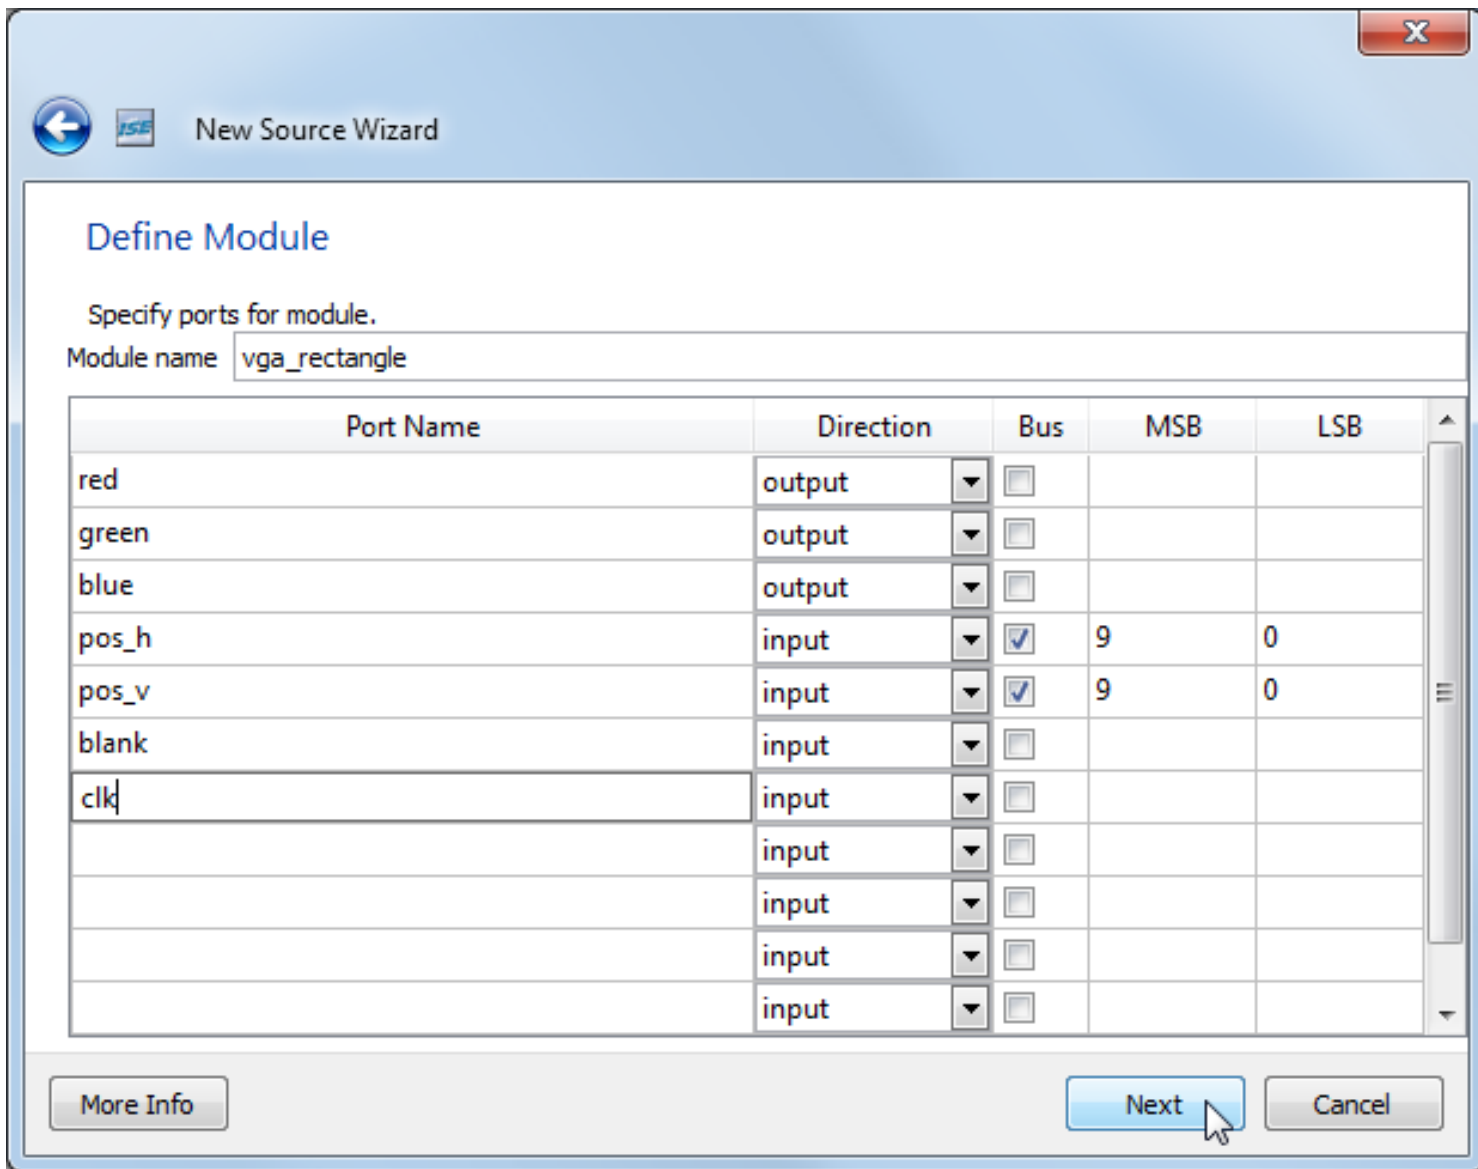 x
ISE New Source Wizard
Define Module
Specify ports for module.
Module name vga_rectangle
Port Name Direction Bus MSB LSB
red output
green output
blue output
pos_h input 9 0
pos_v input 9 0
blank input
clk input
input
input
input
input
More Info Next Cancel